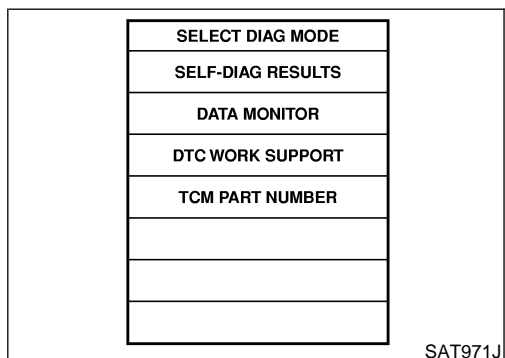 SELECT DIAG MODE
SELF-DIAG RESULTS
DATA MONITOR
DTC WORK SUPPORT
TCM PART NUMBER
SAT971J